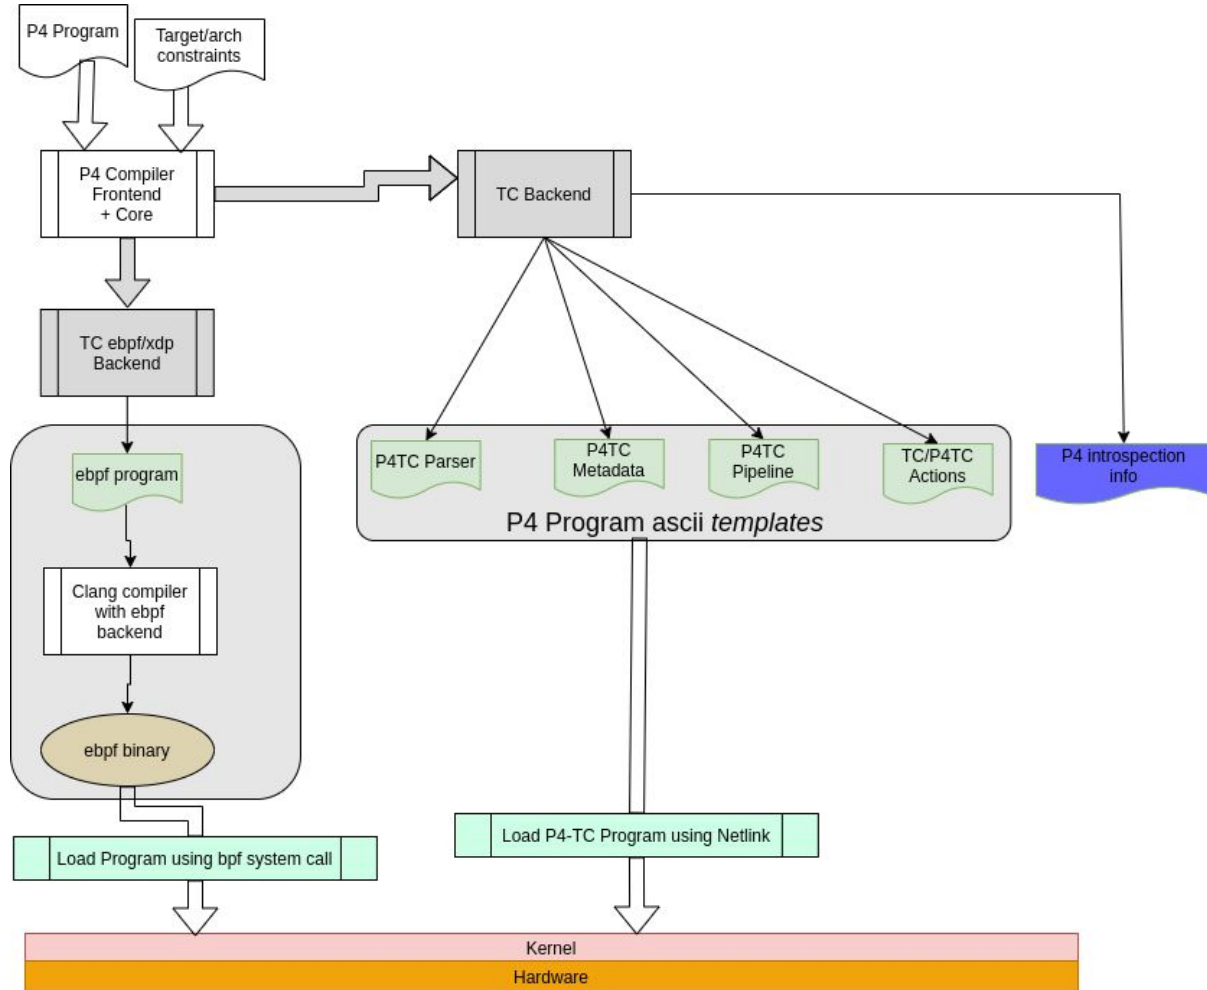 P4 Program
Target/arch
constraints
P4 Compiler
Frontend
+ Core
TC Backend
TC ebpf/xdp
Backend
ebpf program
P4TC Parser
P4TC
Metadata
P4TC
Pipeline
TC/P4TC
Actions
P4 introspection
info
P4 Program ascii templates
Clang compiler
with ebpf
backend
ebpf binary
Load Program using bpf system call
Load P4-TC Program using Netlink
Kernel
Hardware